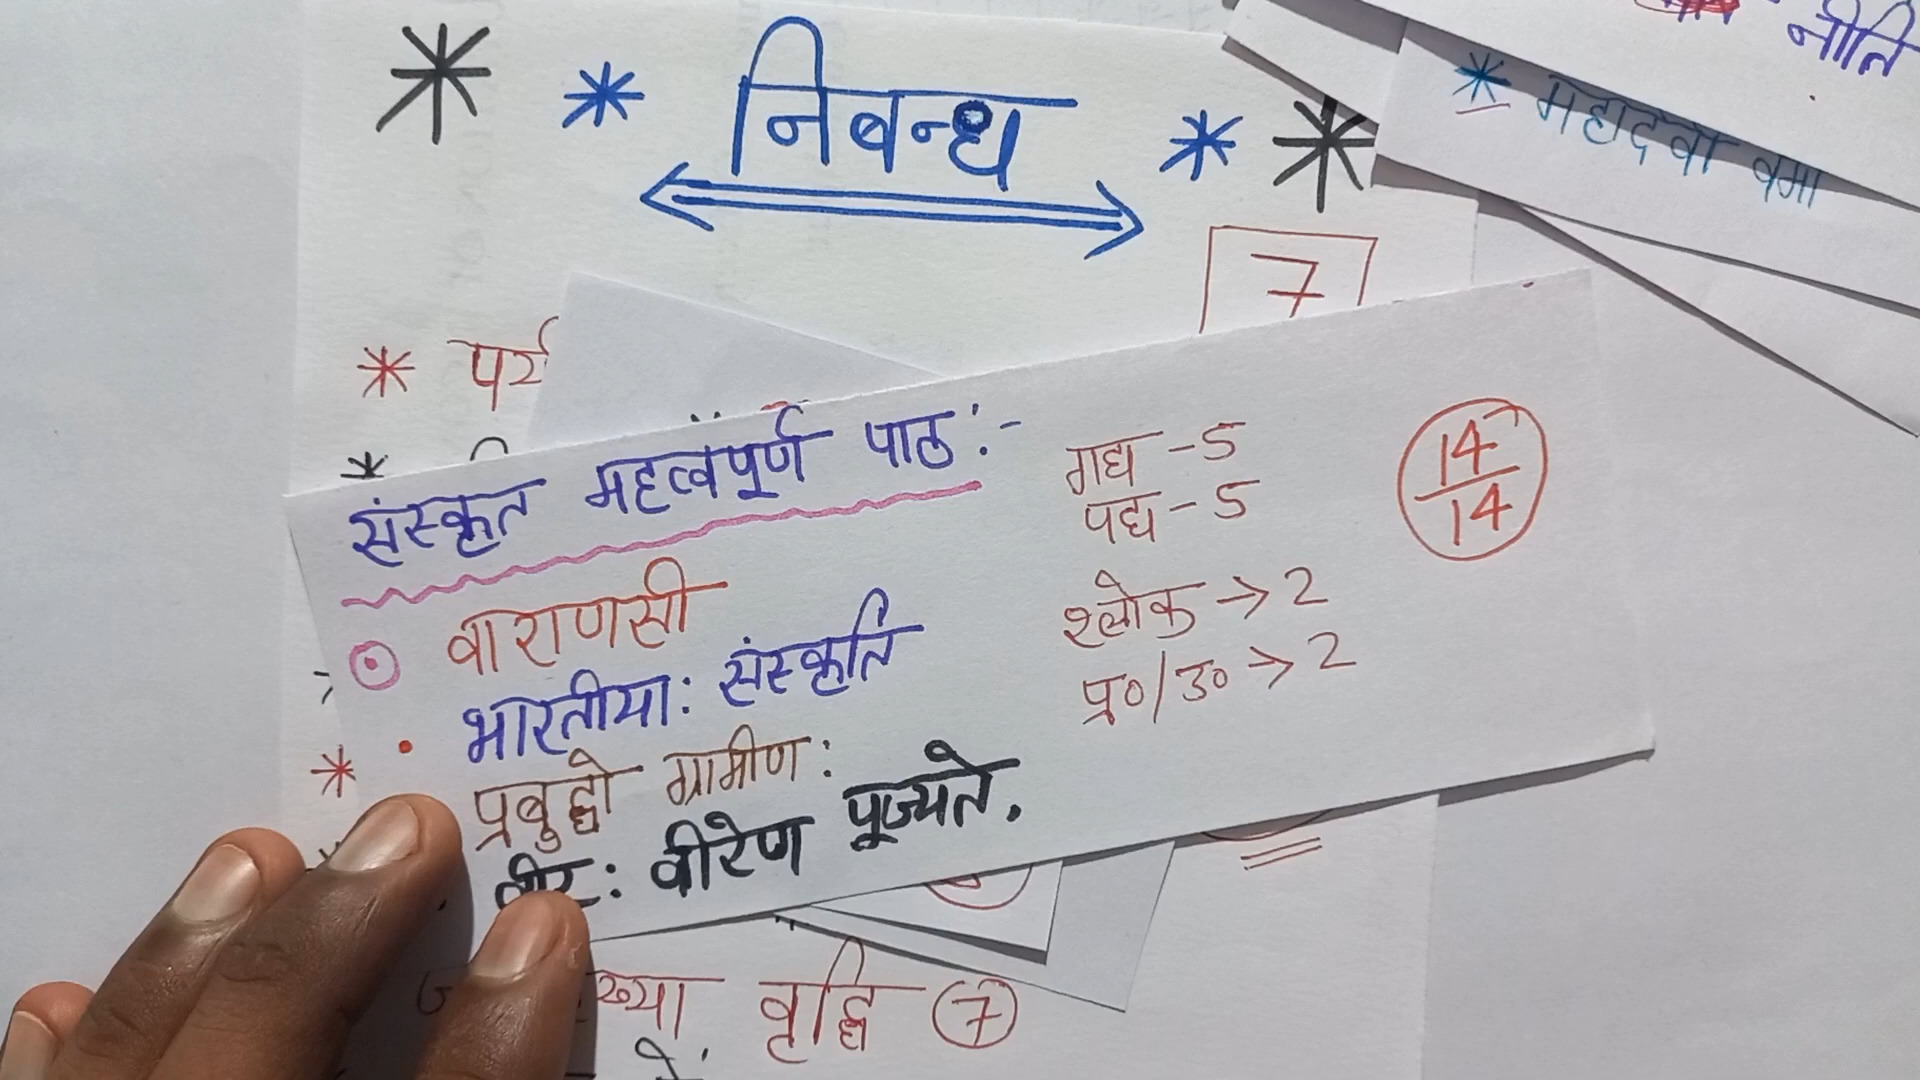 निबन्ध
नीति
महादेवी वर्मा
7
संस्कृत महत्वपूर्ण पाठ :-
गद्य - 5
पद्य - 5
14/14
वाराणसी
श्लोक → 2
भारतीया: संस्कृति
प्र०/उ० → 2
प्रबुद्धो ग्रामीण:
वीर: वीरेण पूज्यते.
वृद्धि 7